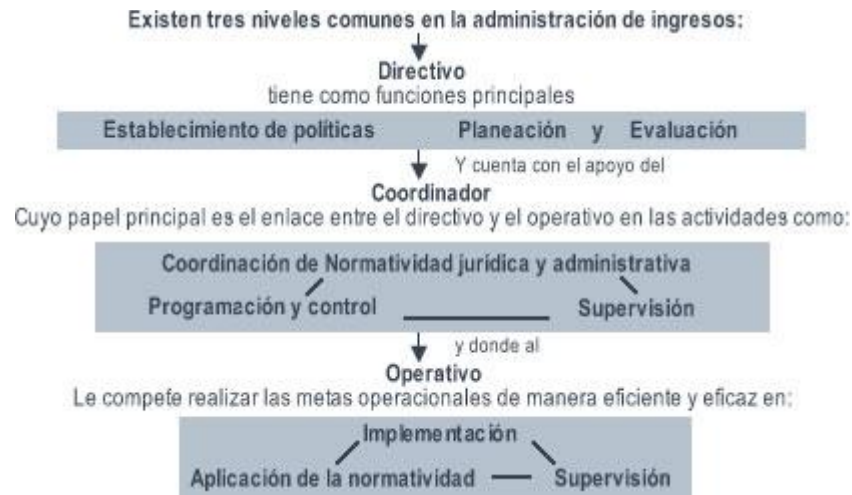 Existen tres niveles comunes en la administración de ingresos:
Directivo
tiene como funciones principales
Establecimiento de políticas Planeación y Evaluación
Y cuenta con el apoyo del
Coordinador
Cuyo papel principal es el enlace entre el directivo y el operativo en las actividades como:
Coordinación de Normatividad jurídica y administrativa
Programación y control Supervisión
y donde al
Operativo
Le compete realizar las metas operacionales de manera eficiente y eficaz en:
Implementación
Aplicación de la normatividad Supervisión